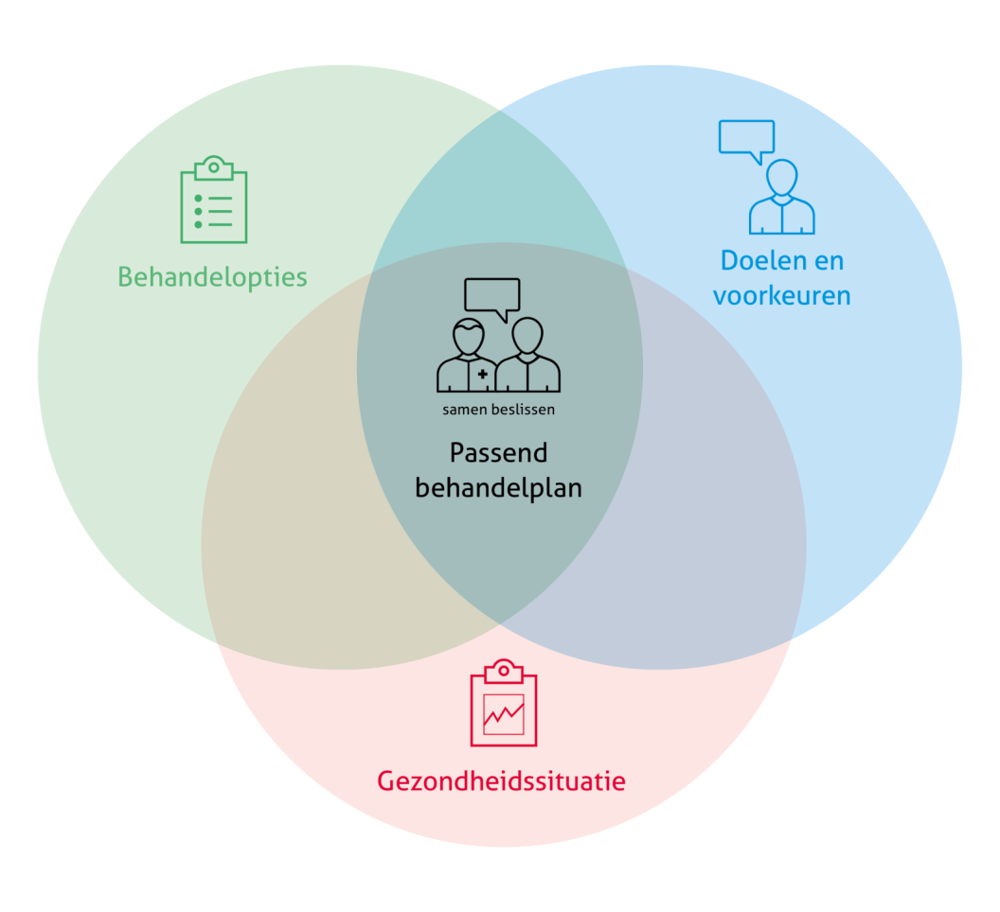 Behandelopties
Doelen en
voorkeuren
samen beslissen
Passend
behandelplan
Gezondheidssituatie